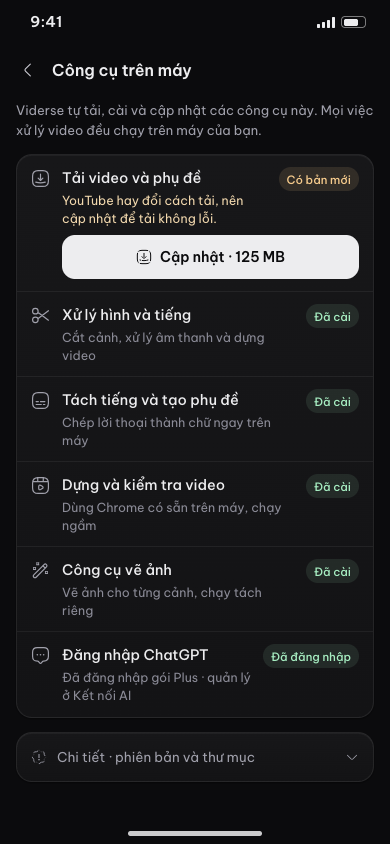 9:41
Công cụ trên máy
Viderse tự tải, cài và cập nhật các công cụ này. Mọi việc
xử lý video đều chạy trên máy của bạn.
Tải video và phụ đề
Có bản mới
YouTube hay đổi cách tải, nên
cập nhật để tải không lỗi.
Cập nhật · 125 MB
Xử lý hình và tiếng
Đã cài
Cắt cảnh, xử lý âm thanh và dựng
video
Tách tiếng và tạo phụ đề
Đã cài
Chép lời thoại thành chữ ngay trên
máy
Dựng và kiểm tra video
Đã cài
Dùng Chrome có sẵn trên máy, chạy
ngầm
Công cụ vẽ ảnh
Đã cài
Vẽ ảnh cho từng cảnh, chạy tách
riêng
Đăng nhập ChatGPT
Đã đăng nhập
Đã đăng nhập gói Plus · quản lý
ở Kết nối AI
Chi tiết · phiên bản và thư mục